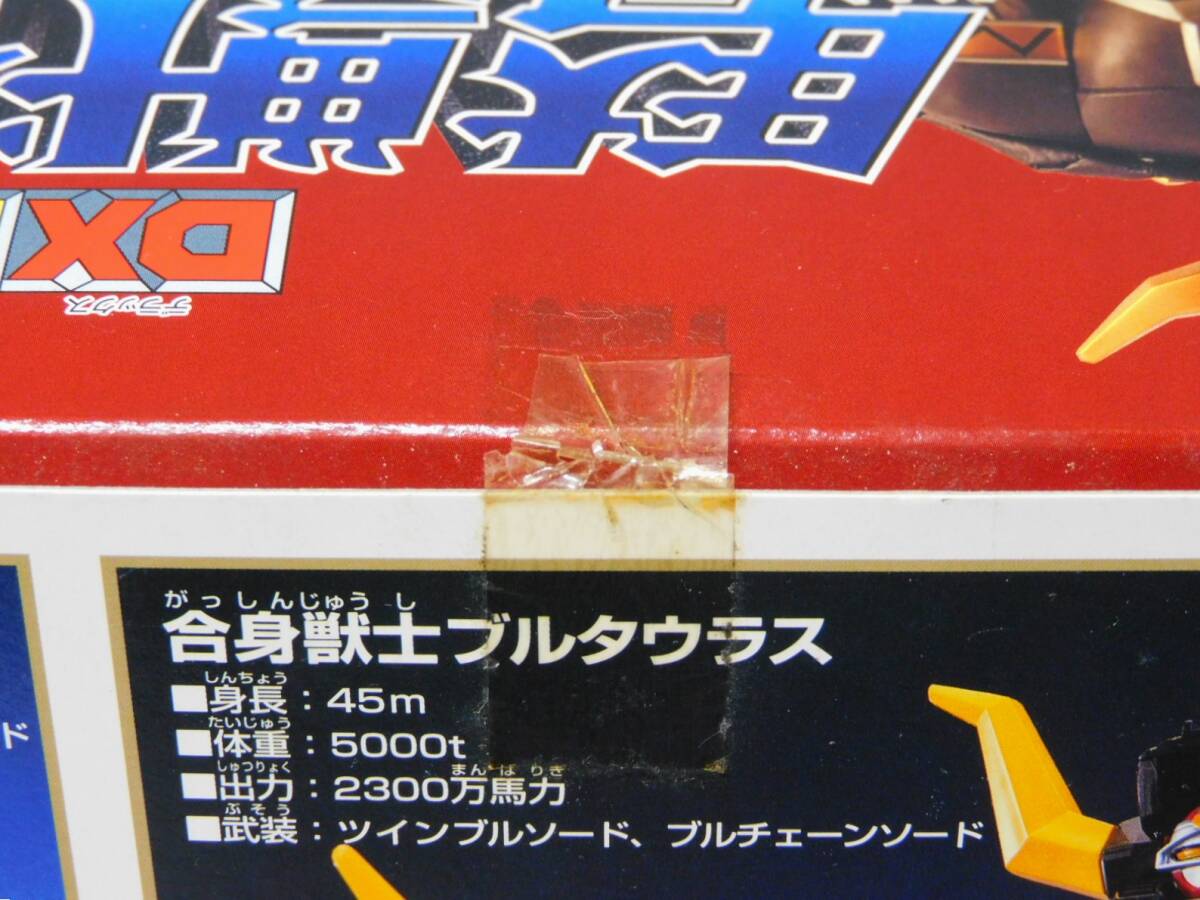 DX
デラックス
がっしんじゅうし
合身獣士ブルタウラス
しんちょう
■身長：45m
たいじゅう
■体重：5000t
しゅつりょく まんばりき
■出力：2300万馬力
ぶそう
■武装：ツインブルソード、ブルチェーンソード
ド